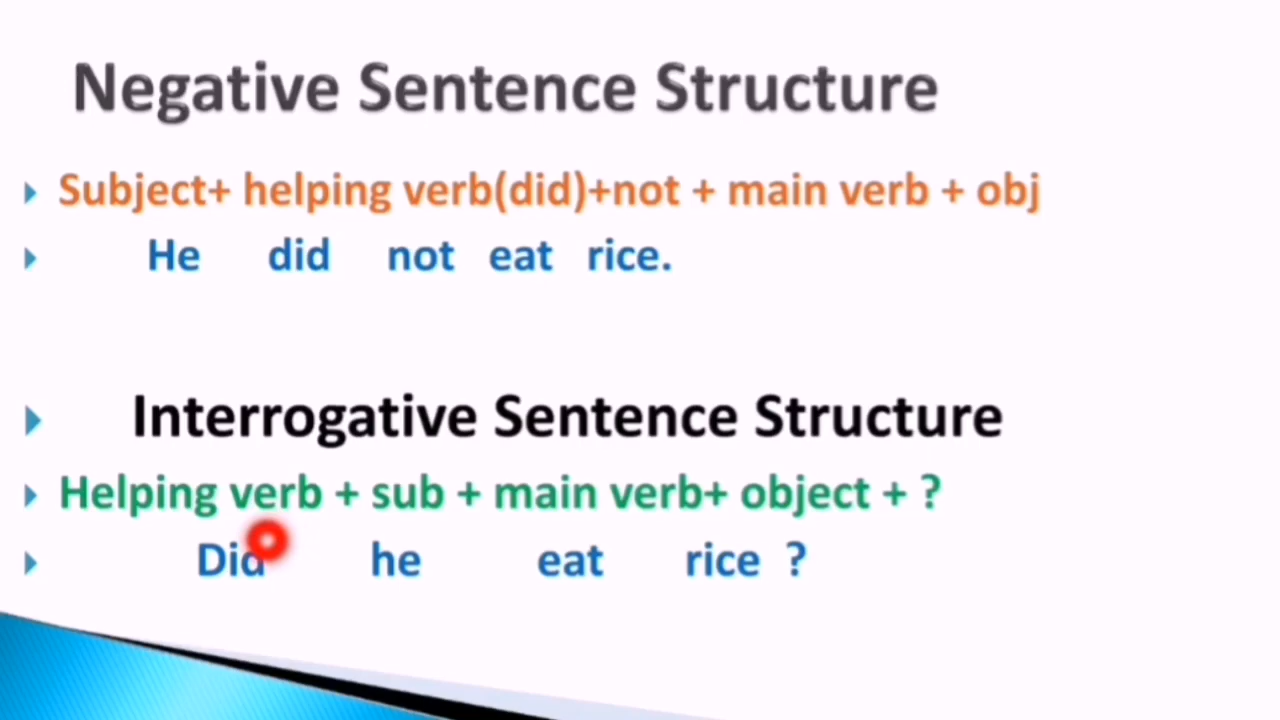 Negative Sentence Structure
Subject+ helping verb(did)+not + main verb + obj
He did not eat rice.
Interrogative Sentence Structure
Helping verb + sub + main verb+ object + ?
Did he eat rice ?